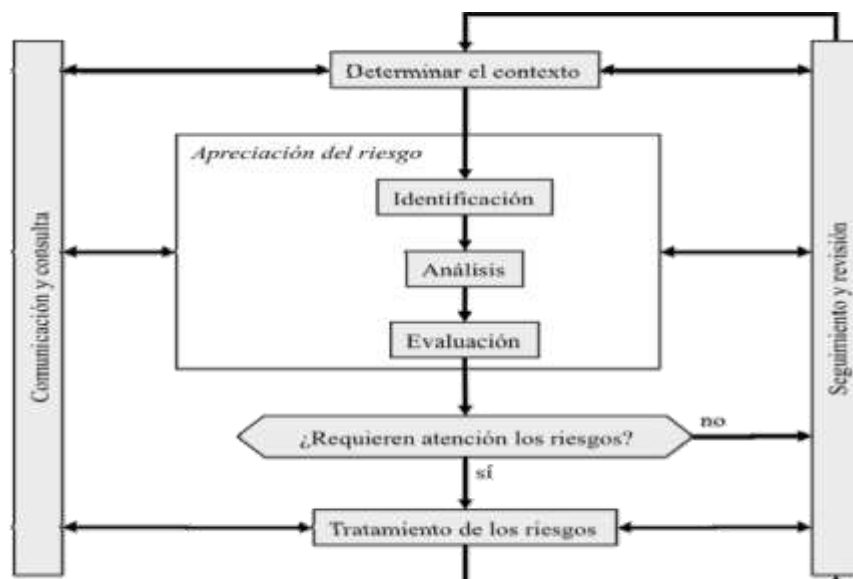 Determinar el contexto
Apreciación del riesgo
Identificación
Análisis
Evaluación
¿Requieren atención los riesgos?
no
sí
Tratamiento de los riesgos
Comunicación y consulta
Seguimiento y revisión